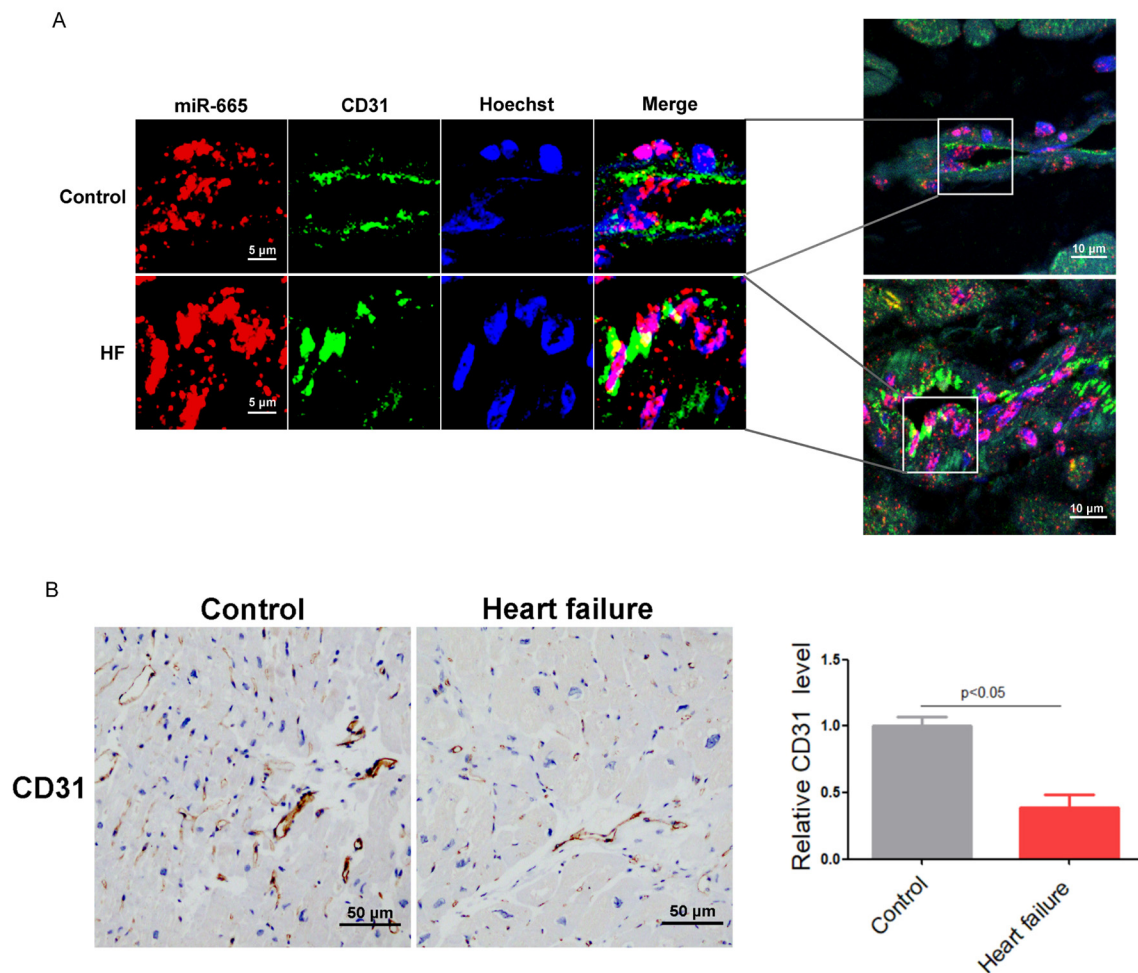 A
miR-665 CD31 Hoechst Merge
Control
5 µm
10 µm
HF
5 µm
10 µm
B
Control Heart failure
CD31
50 µm 50 µm
Relative CD31 level
1.5
1.0
0.5
0.0
p<0.05
Control
Heart failure